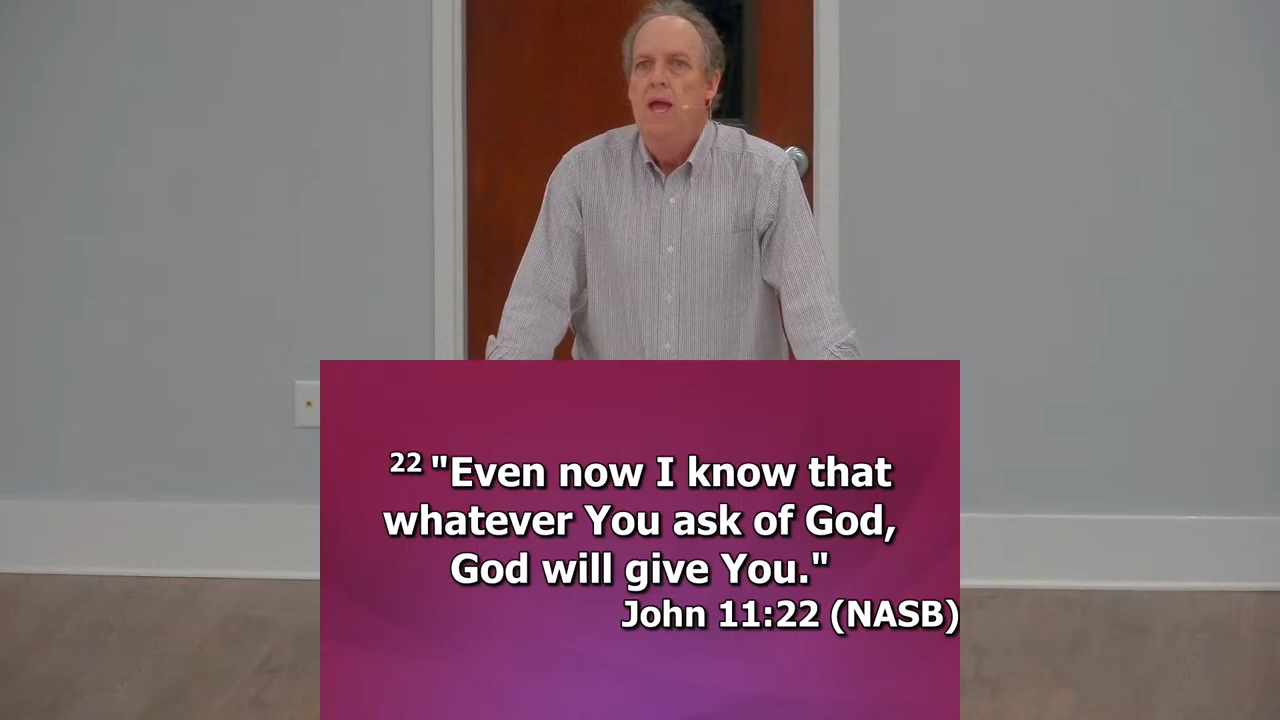 22 "Even now I know that
whatever You ask of God,
God will give You."
John 11:22 (NASB)